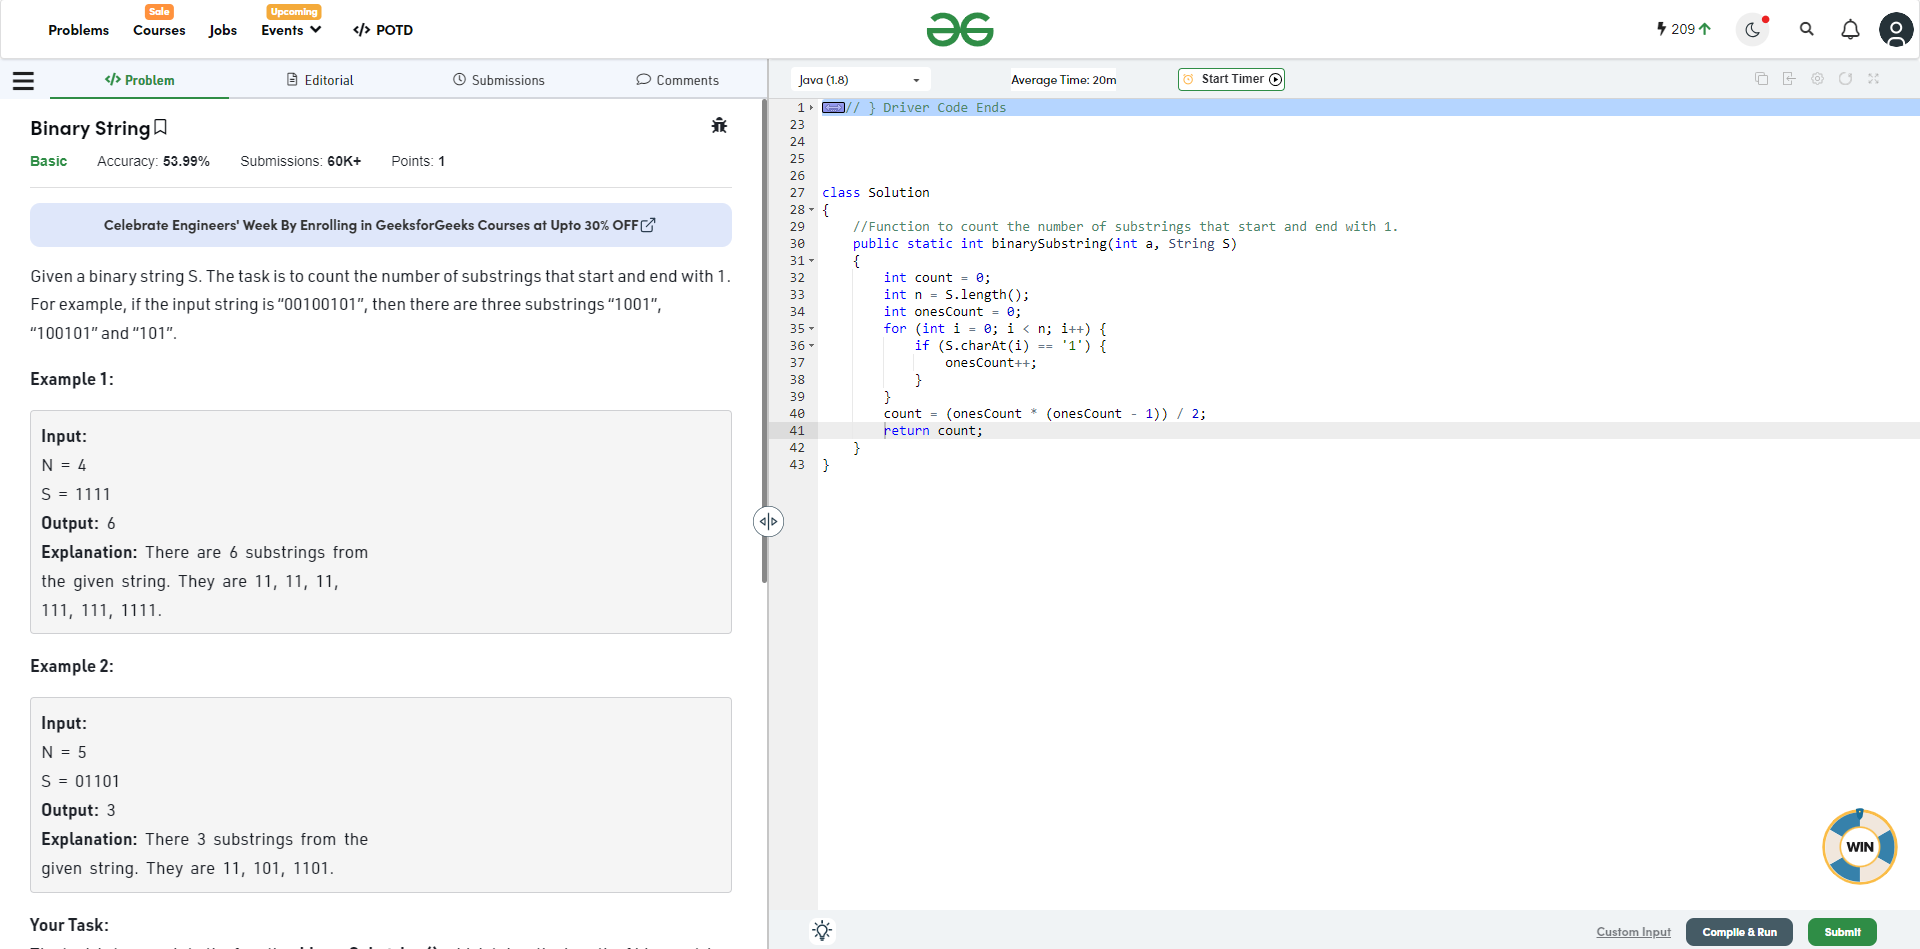 Problems
Sale
Courses
Jobs
Upcoming
Events
</> POTD
209
</> Problem
Editorial
Submissions
Comments
Java (1.8)
Average Time: 20m
Start Timer
Binary String
Basic Accuracy: 53.99% Submissions: 60K+ Points: 1
Celebrate Engineers' Week By Enrolling in GeeksforGeeks Courses at Upto 30% OFF
Given a binary string S. The task is to count the number of substrings that start and end with 1.
For example, if the input string is “00100101”, then there are three substrings “1001”,
“100101” and “101”.
Example 1:
Input:
N = 4
S = 1111
Output: 6
Explanation: There are 6 substrings from
the given string. They are 11, 11, 11,
111, 111, 1111.
Example 2:
Input:
N = 5
S = 01101
Output: 3
Explanation: There 3 substrings from the
given string. They are 11, 101, 1101.
Your Task:
1 // } Driver Code Ends
23
24
25
26
27 class Solution
28 {
29 //Function to count the number of substrings that start and end with 1.
30 public static int binarySubstring(int a, String S)
31 {
32 int count = 0;
33 int n = S.length();
34 int onesCount = 0;
35 for (int i = 0; i < n; i++) {
36 if (S.charAt(i) == '1') {
37 onesCount++;
38 }
39 }
40 count = (onesCount * (onesCount - 1)) / 2;
41 return count;
42 }
43 }
WIN
Custom Input
Compile & Run
Submit